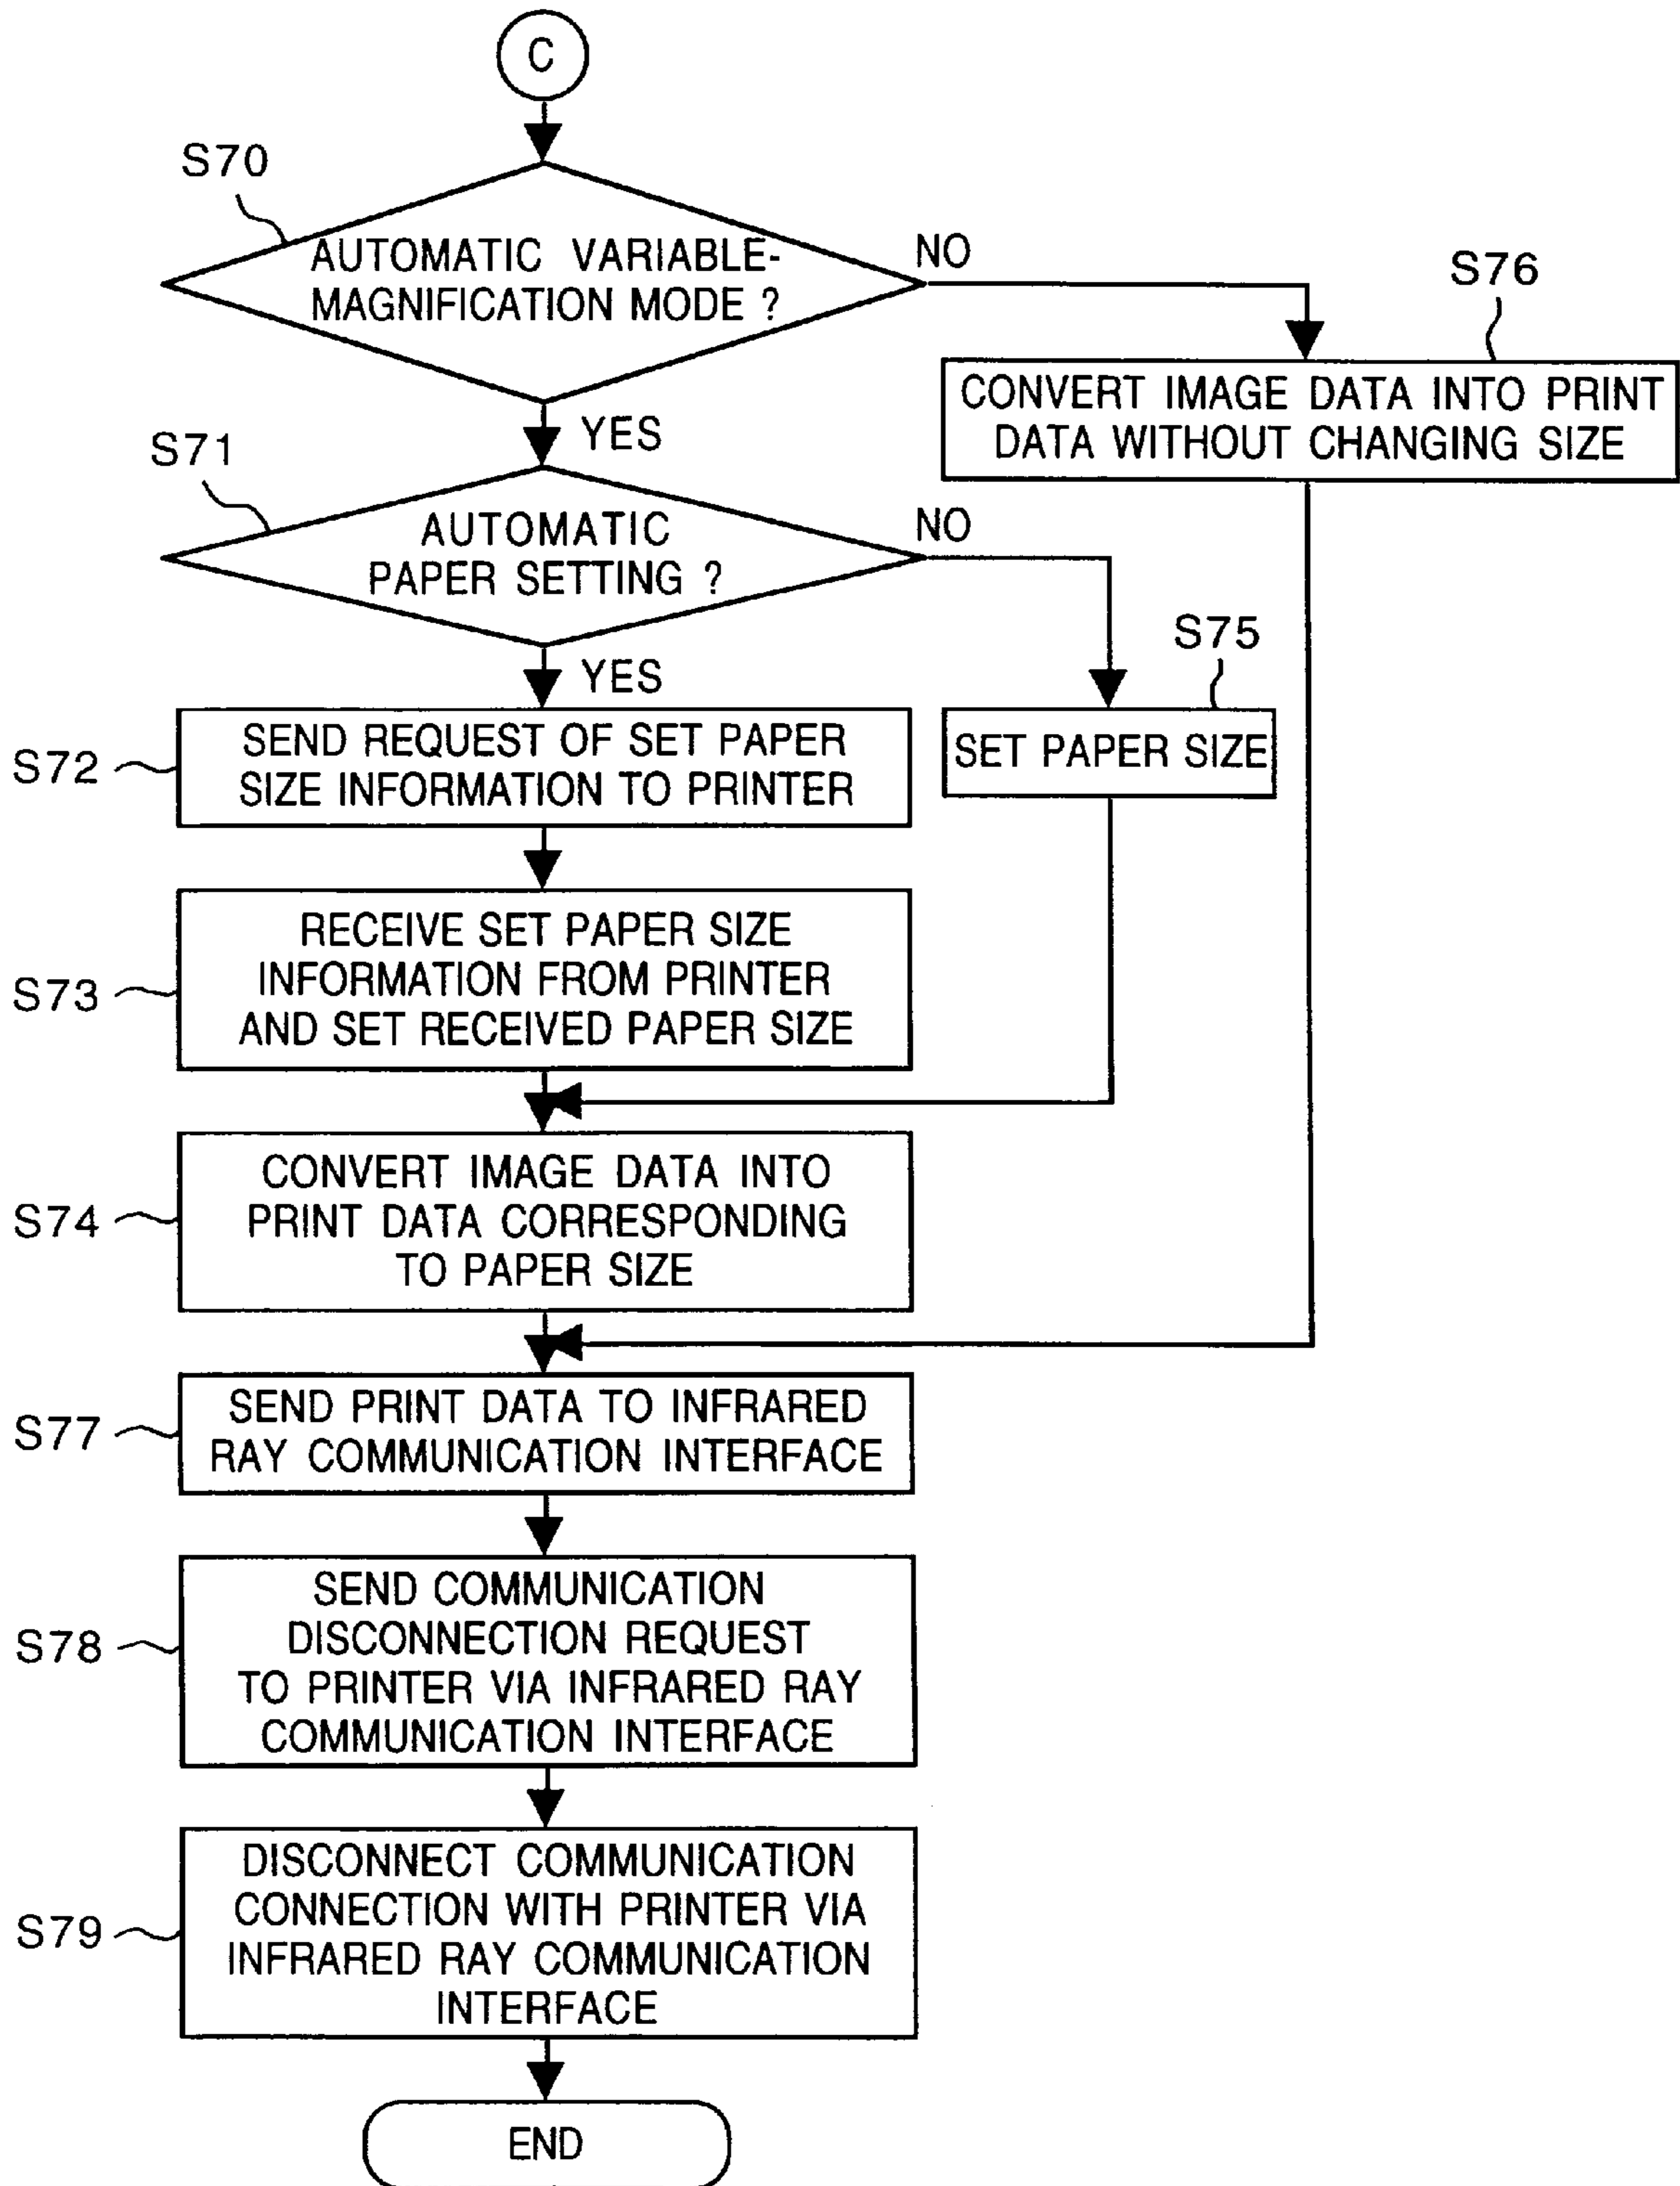 C
S70
AUTOMATIC VARIABLE-
MAGNIFICATION MODE ?
NO
S76
CONVERT IMAGE DATA INTO PRINT
DATA WITHOUT CHANGING SIZE
YES
S71
AUTOMATIC
PAPER SETTING ?
NO
S75
SET PAPER SIZE
YES
S72
SEND REQUEST OF SET PAPER
SIZE INFORMATION TO PRINTER
S73
RECEIVE SET PAPER SIZE
INFORMATION FROM PRINTER
AND SET RECEIVED PAPER SIZE
S74
CONVERT IMAGE DATA INTO
PRINT DATA CORRESPONDING
TO PAPER SIZE
S77
SEND PRINT DATA TO INFRARED
RAY COMMUNICATION INTERFACE
S78
SEND COMMUNICATION
DISCONNECTION REQUEST
TO PRINTER VIA INFRARED RAY
COMMUNICATION INTERFACE
S79
DISCONNECT COMMUNICATION
CONNECTION WITH PRINTER VIA
INFRARED RAY COMMUNICATION
INTERFACE
END